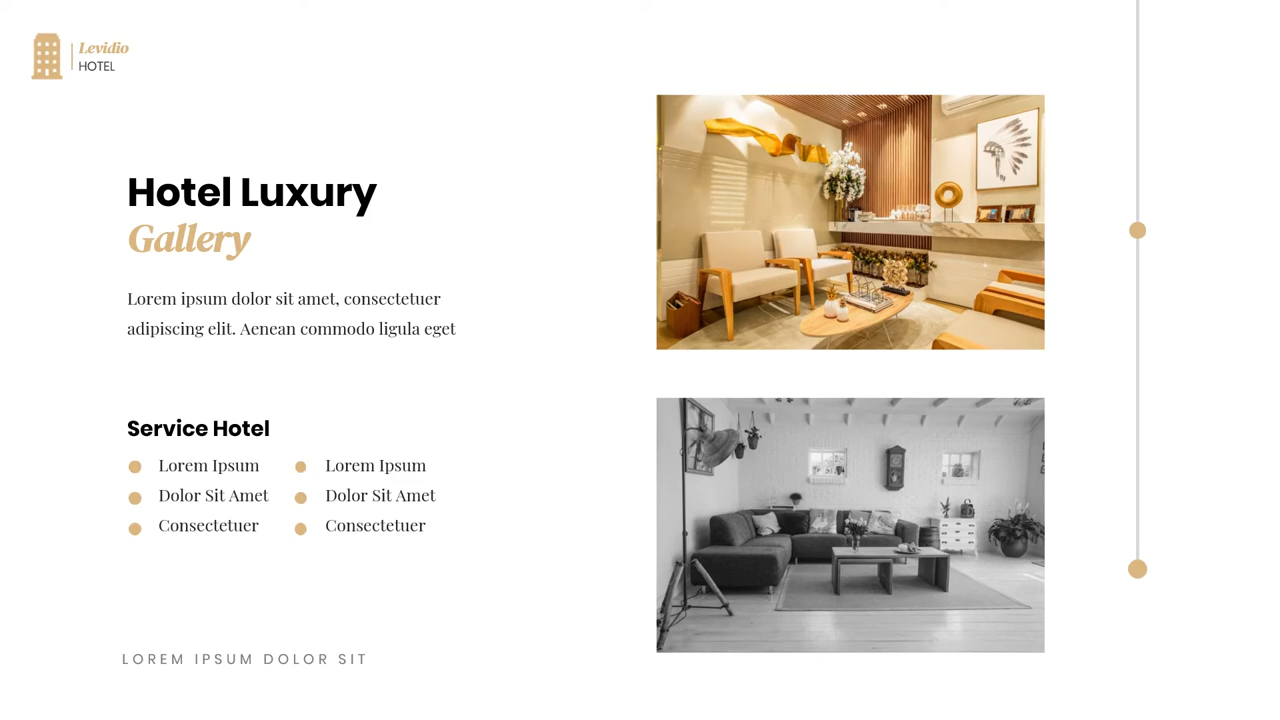 Levidio
HOTEL
Hotel Luxury
Gallery
Lorem ipsum dolor sit amet, consectetuer
adipiscing elit. Aenean commodo ligula eget
Service Hotel
Lorem Ipsum
Dolor Sit Amet
Consectetuer
Lorem Ipsum
Dolor Sit Amet
Consectetuer
LOREM IPSUM DOLOR SIT